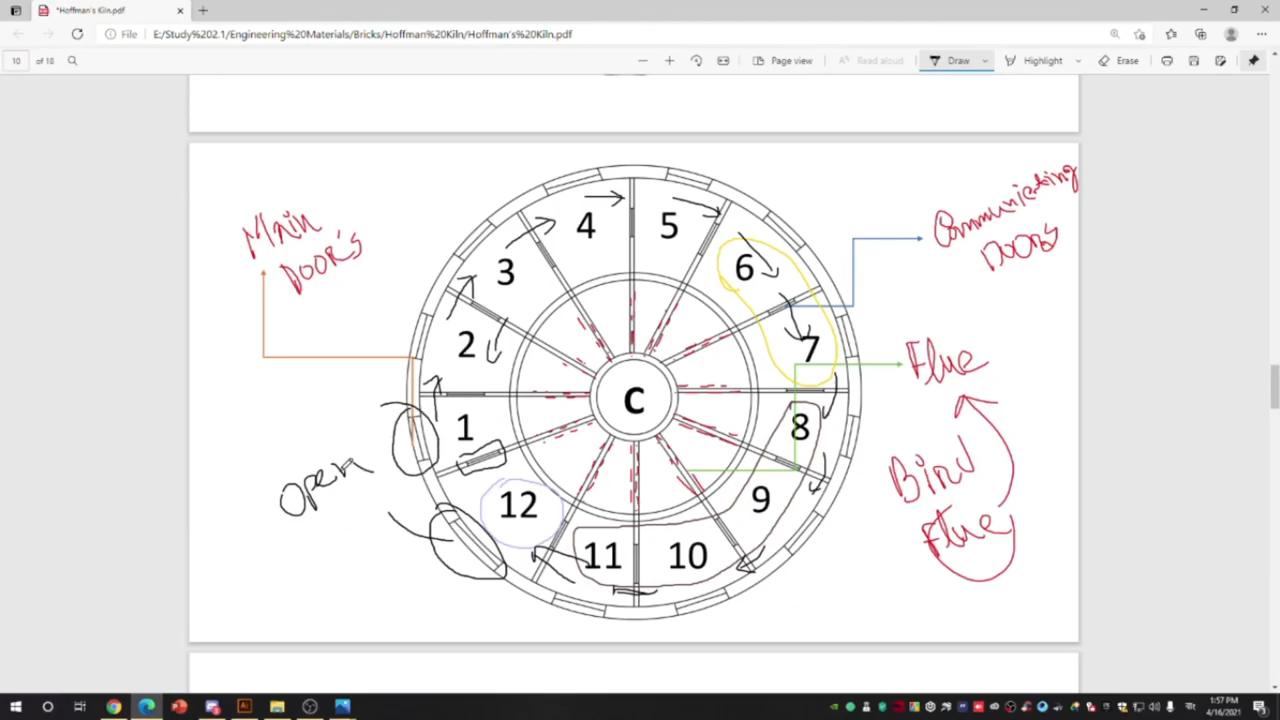 *Hoffman's Kiln.pdf
File
E:/Study%202.1/Engineering%20Materials/Bricks/Hoffman%20Kiln/Hoffman's%20Kiln.pdf
10 of 18
Page view
Read aloud
Draw
Highlight
Erase
Main
DOOR's
Communicating
DOORs
4
5
3
6
2
7
Flue
C
1
8
Open
12
9
Bird
Flue
11
10
1:57 PM
4/16/2021